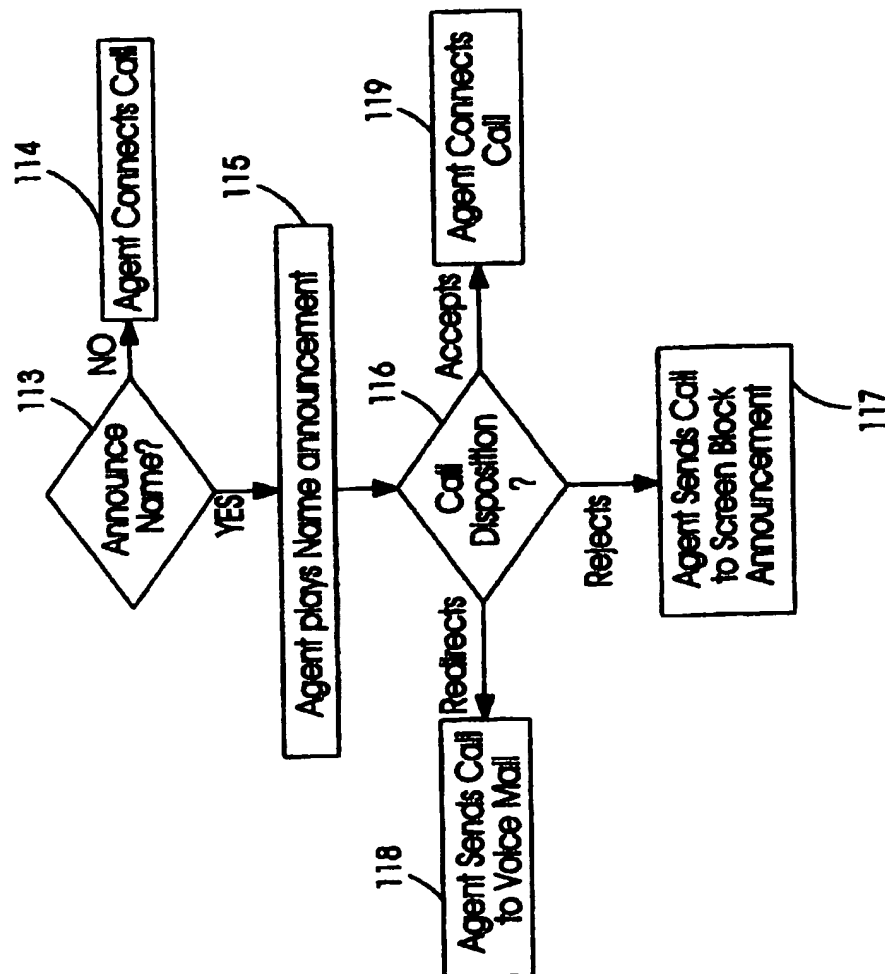 113
Announce
Name?
NO
114
Agent Connects Call
YES
115
Agent plays Name announcement
116
Call
Disposition
?
Accepts
119
Agent Connects
Call
Redirects
118
Agent Sends Call
to Voice Mail
Rejects
Agent Sends Call
to Screen Block
Announcement
117